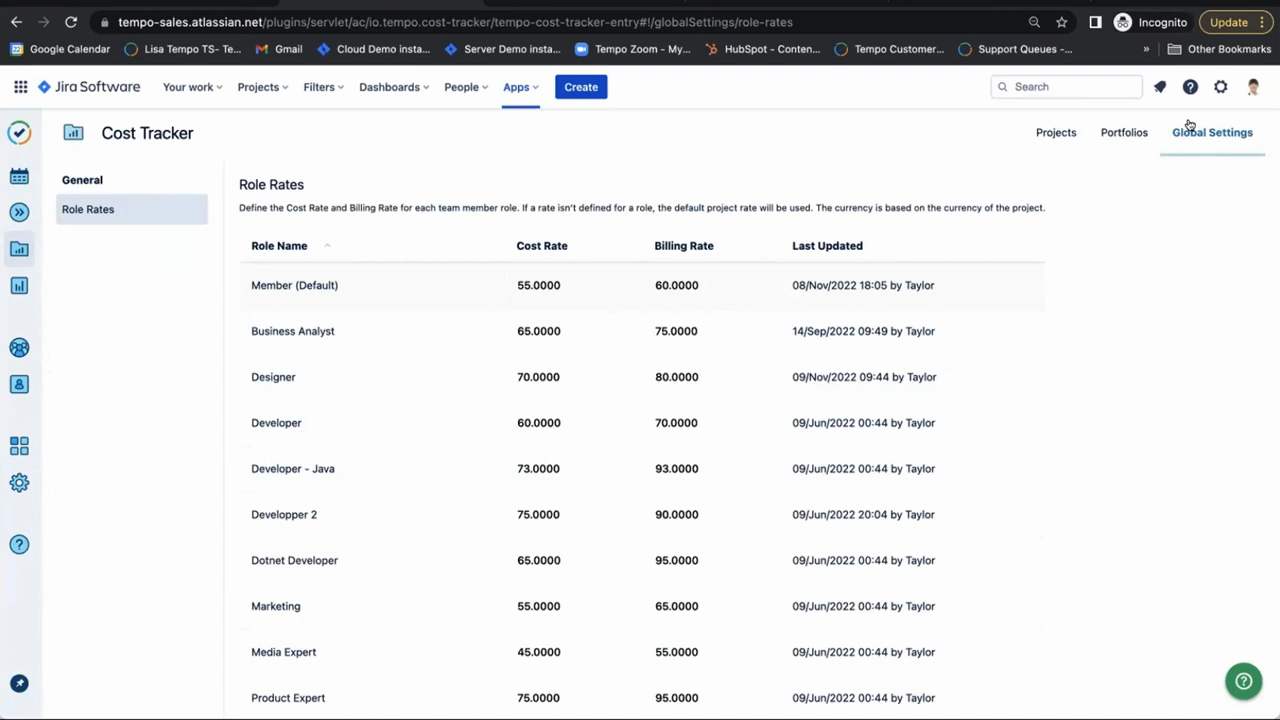 tempo-sales.atlassian.net/plugins/servlet/ac/io.tempo.cost-tracker/tempo-cost-tracker-entry#!/globalSettings/role-rates
Incognito
Update
Google Calendar
Lisa Tempo TS- Te...
Gmail
Cloud Demo insta...
Server Demo insta...
Tempo Zoom - My...
HubSpot - Conten...
Tempo Customer...
Support Queues -...
»
Other Bookmarks
Jira Software
Your work
Projects
Filters
Dashboards
People
Apps
Create
Search
Cost Tracker
Projects
Portfolios
Global Settings
General
Role Rates
Role Rates
Define the Cost Rate and Billing Rate for each team member role. If a rate isn't defined for a role, the default project rate will be used. The currency is based on the currency of the project.
Role Name Cost Rate Billing Rate Last Updated
Member (Default) 55.0000 60.0000 08/Nov/2022 18:05 by Taylor
Business Analyst 65.0000 75.0000 14/Sep/2022 09:49 by Taylor
Designer 70.0000 80.0000 09/Nov/2022 09:44 by Taylor
Developer 60.0000 70.0000 09/Jun/2022 00:44 by Taylor
Developer - Java 73.0000 93.0000 09/Jun/2022 00:44 by Taylor
Developper 2 75.0000 90.0000 09/Jun/2022 20:04 by Taylor
Dotnet Developer 65.0000 95.0000 09/Jun/2022 00:44 by Taylor
Marketing 55.0000 65.0000 09/Jun/2022 00:44 by Taylor
Media Expert 45.0000 55.0000 09/Jun/2022 00:44 by Taylor
Product Expert 75.0000 95.0000 09/Jun/2022 00:44 by Taylor